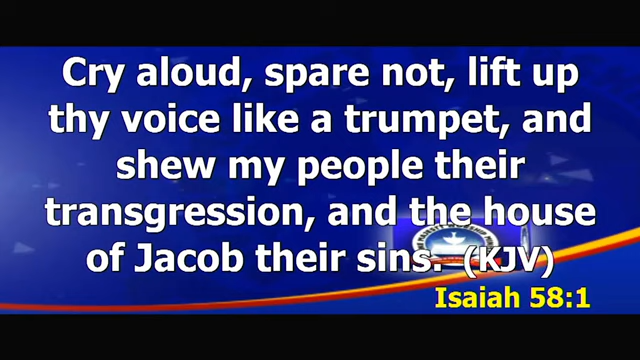 Cry aloud, spare not, lift up
thy voice like a trumpet, and
shew my people their
transgression, and the house
of Jacob their sins. (KJV)
Isaiah 58:1